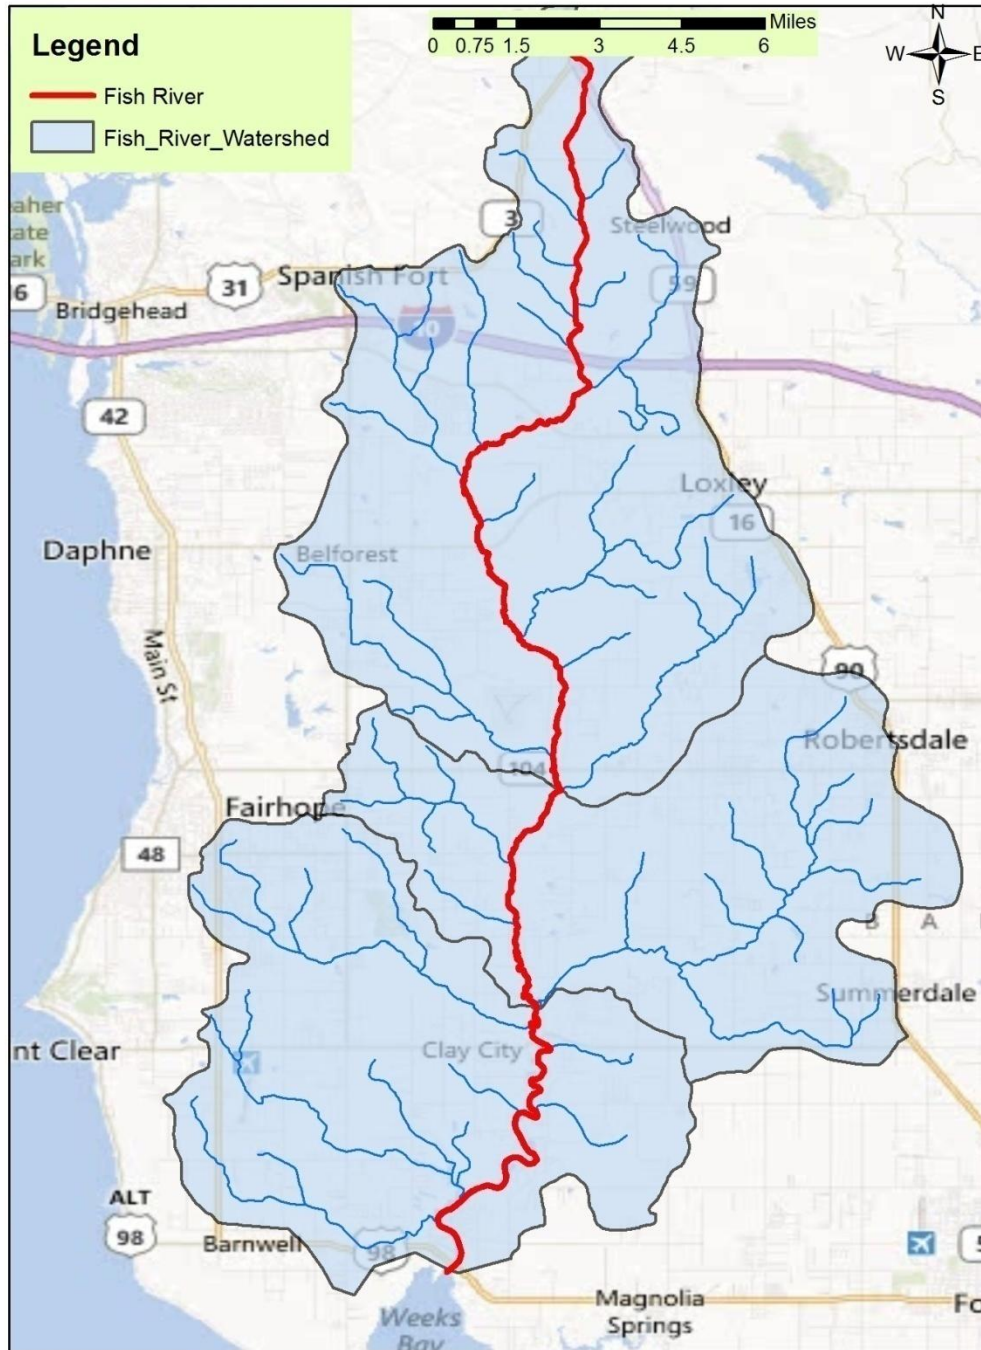 Legend
Fish River
Fish_River_Watershed
Miles
0 0.75 1.5 3 4.5 6
N
W E
S
3
Steelwood
59
Spanish Fort
31
Bridgehead
42
Loxley
16
Daphne
Belforest
Main St
90
104
Robertsdale
Fairhope
48
B A
Summerdale
nt Clear
Clay City
ALT
98
Barnwell
98
Magnolia
Springs
Weeks
Bay